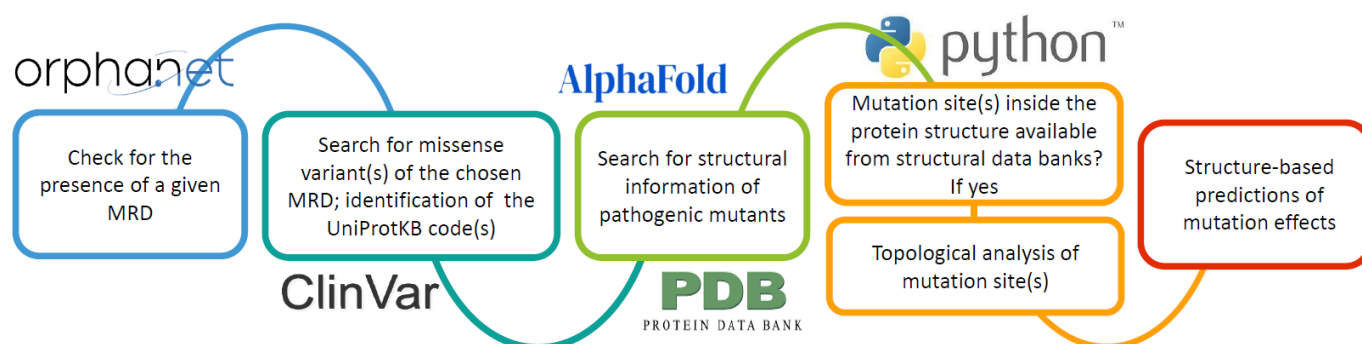 orphanet
Check for the
presence of a given
MRD
Search for missense
variant(s) of the chosen
MRD; identification of the
UniProtKB code(s)
ClinVar
AlphaFold
Search for structural
information of
pathogenic mutants
PDB
PROTEIN DATA BANK
python™
Mutation site(s) inside the
protein structure available
from structural data banks?
If yes
Topological analysis of
mutation site(s)
Structure-based
predictions of
mutation effects